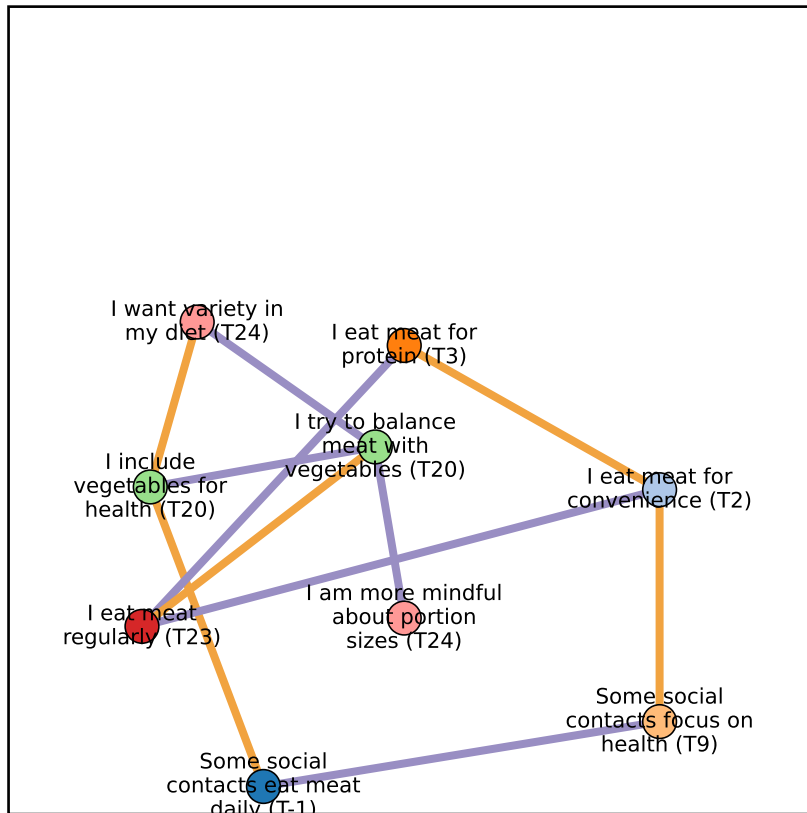 I want variety in
my diet (T24)
I eat meat for
protein (T3)
I try to balance
meat with
vegetables (T20)
I include
vegetables for
health (T20)
I eat meat for
convenience (T2)
I am more mindful
about portion
sizes (T24)
I eat meat
regularly (T23)
Some social
contacts focus on
health (T9)
Some social
contacts eat meat
daily (T-1)